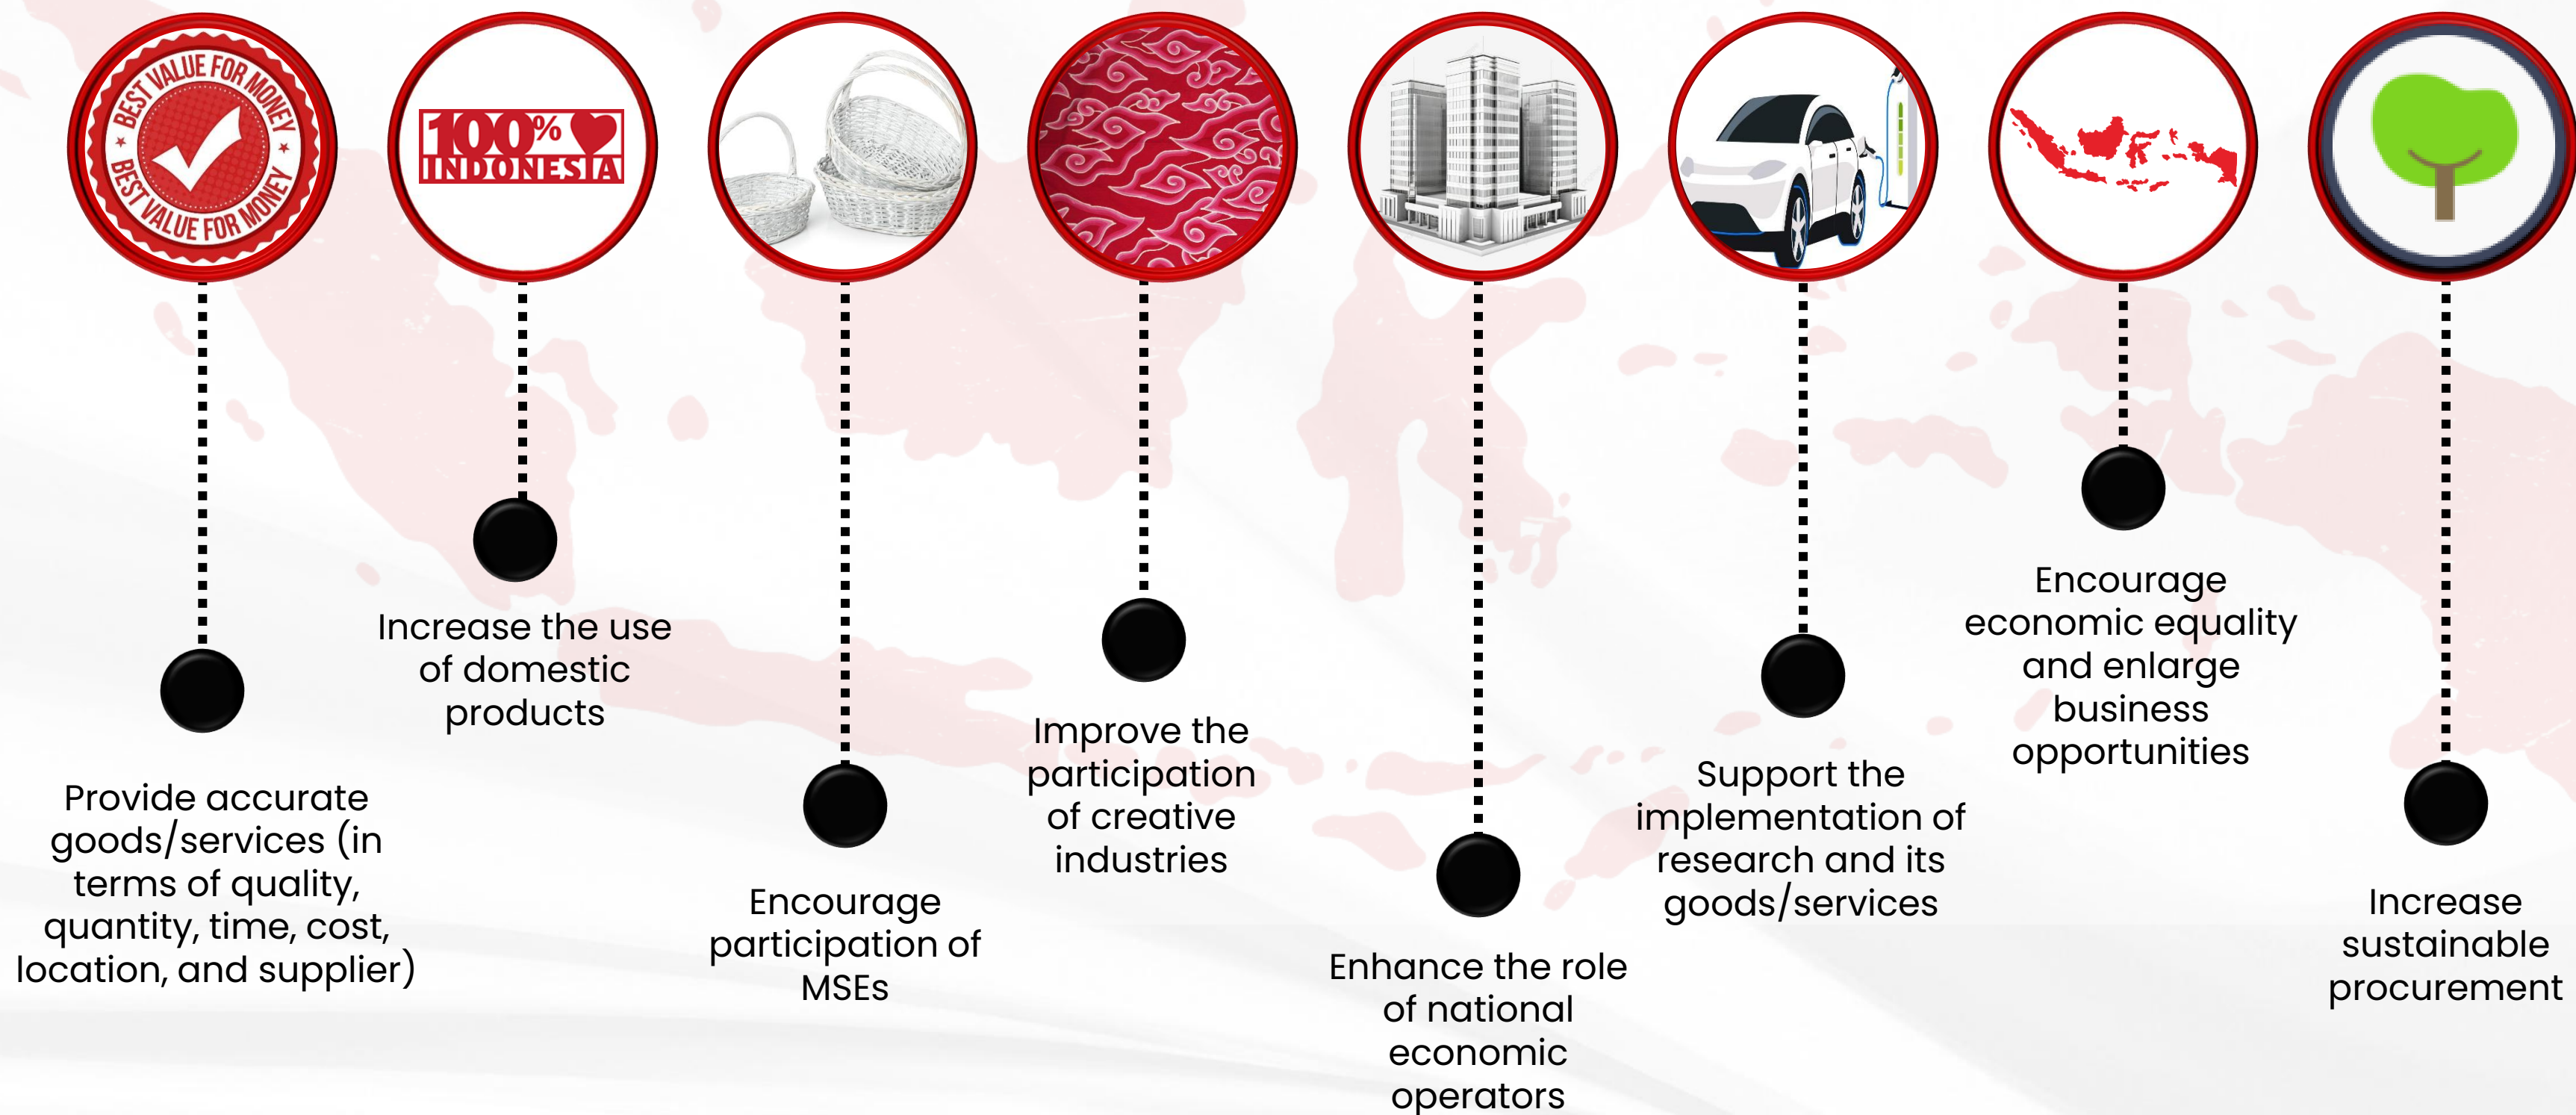 BEST VALUE FOR MONEY
BEST VALUE FOR MONEY
100%
INDONESIA
Provide accurate
goods/services (in
terms of quality,
quantity, time, cost,
location, and supplier)
Increase the use
of domestic
products
Encourage
participation of
MSEs
Improve the
participation
of creative
industries
Enhance the role
of national
economic
operators
Support the
implementation of
research and its
goods/services
Encourage
economic equality
and enlarge
business
opportunities
Increase
sustainable
procurement